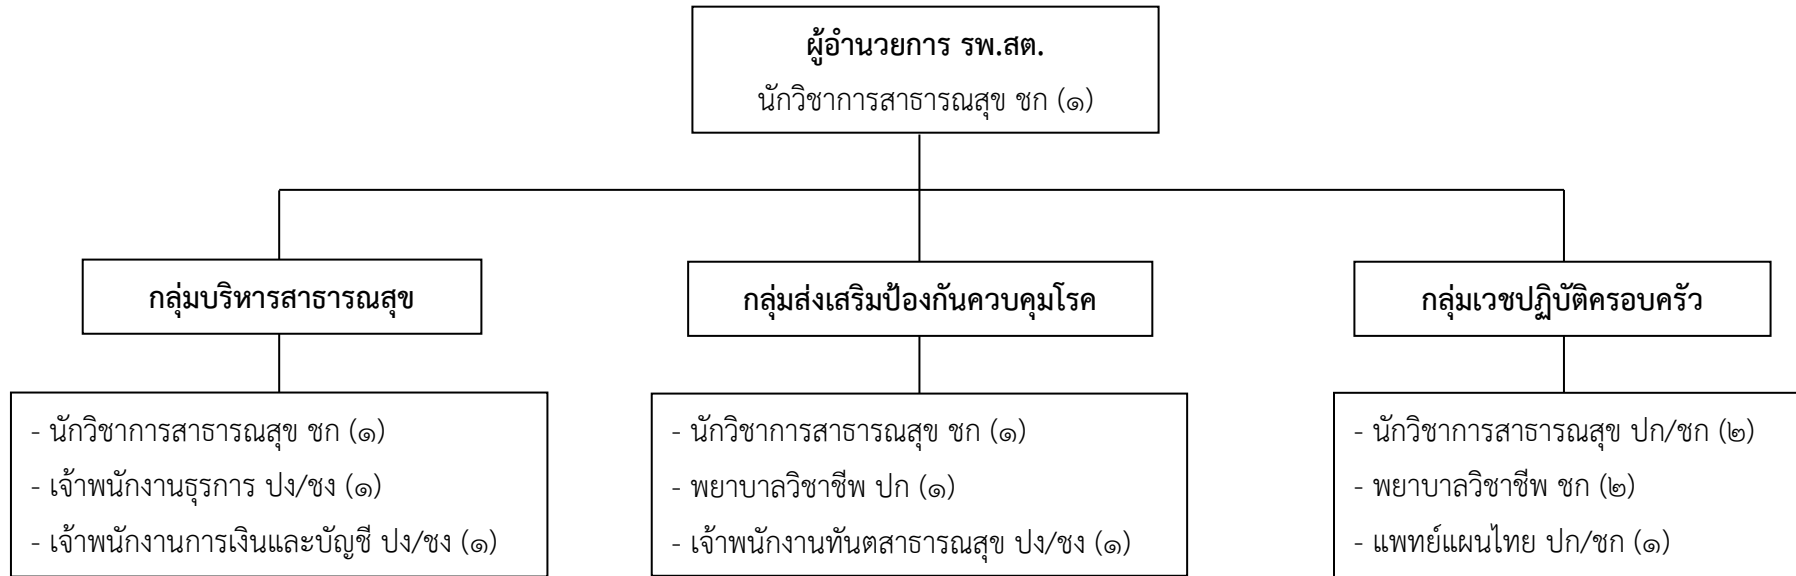 ผู้อำนวยการ รพ.สต.
นักวิชาการสาธารณสุข ชก (๑)
กลุ่มบริหารสาธารณสุข
กลุ่มส่งเสริมป้องกันควบคุมโรค
กลุ่มเวชปฏิบัติครอบครัว
- นักวิชาการสาธารณสุข ชก (๑)
- เจ้าพนักงานธุรการ ปง/ชง (๑)
- เจ้าพนักงานการเงินและบัญชี ปง/ชง (๑)
- นักวิชาการสาธารณสุข ชก (๑)
- พยาบาลวิชาชีพ ปก (๑)
- เจ้าพนักงานทันตสาธารณสุข ปง/ชง (๑)
- นักวิชาการสาธารณสุข ปก/ชก (๒)
- พยาบาลวิชาชีพ ชก (๒)
- แพทย์แผนไทย ปก/ชก (๑)